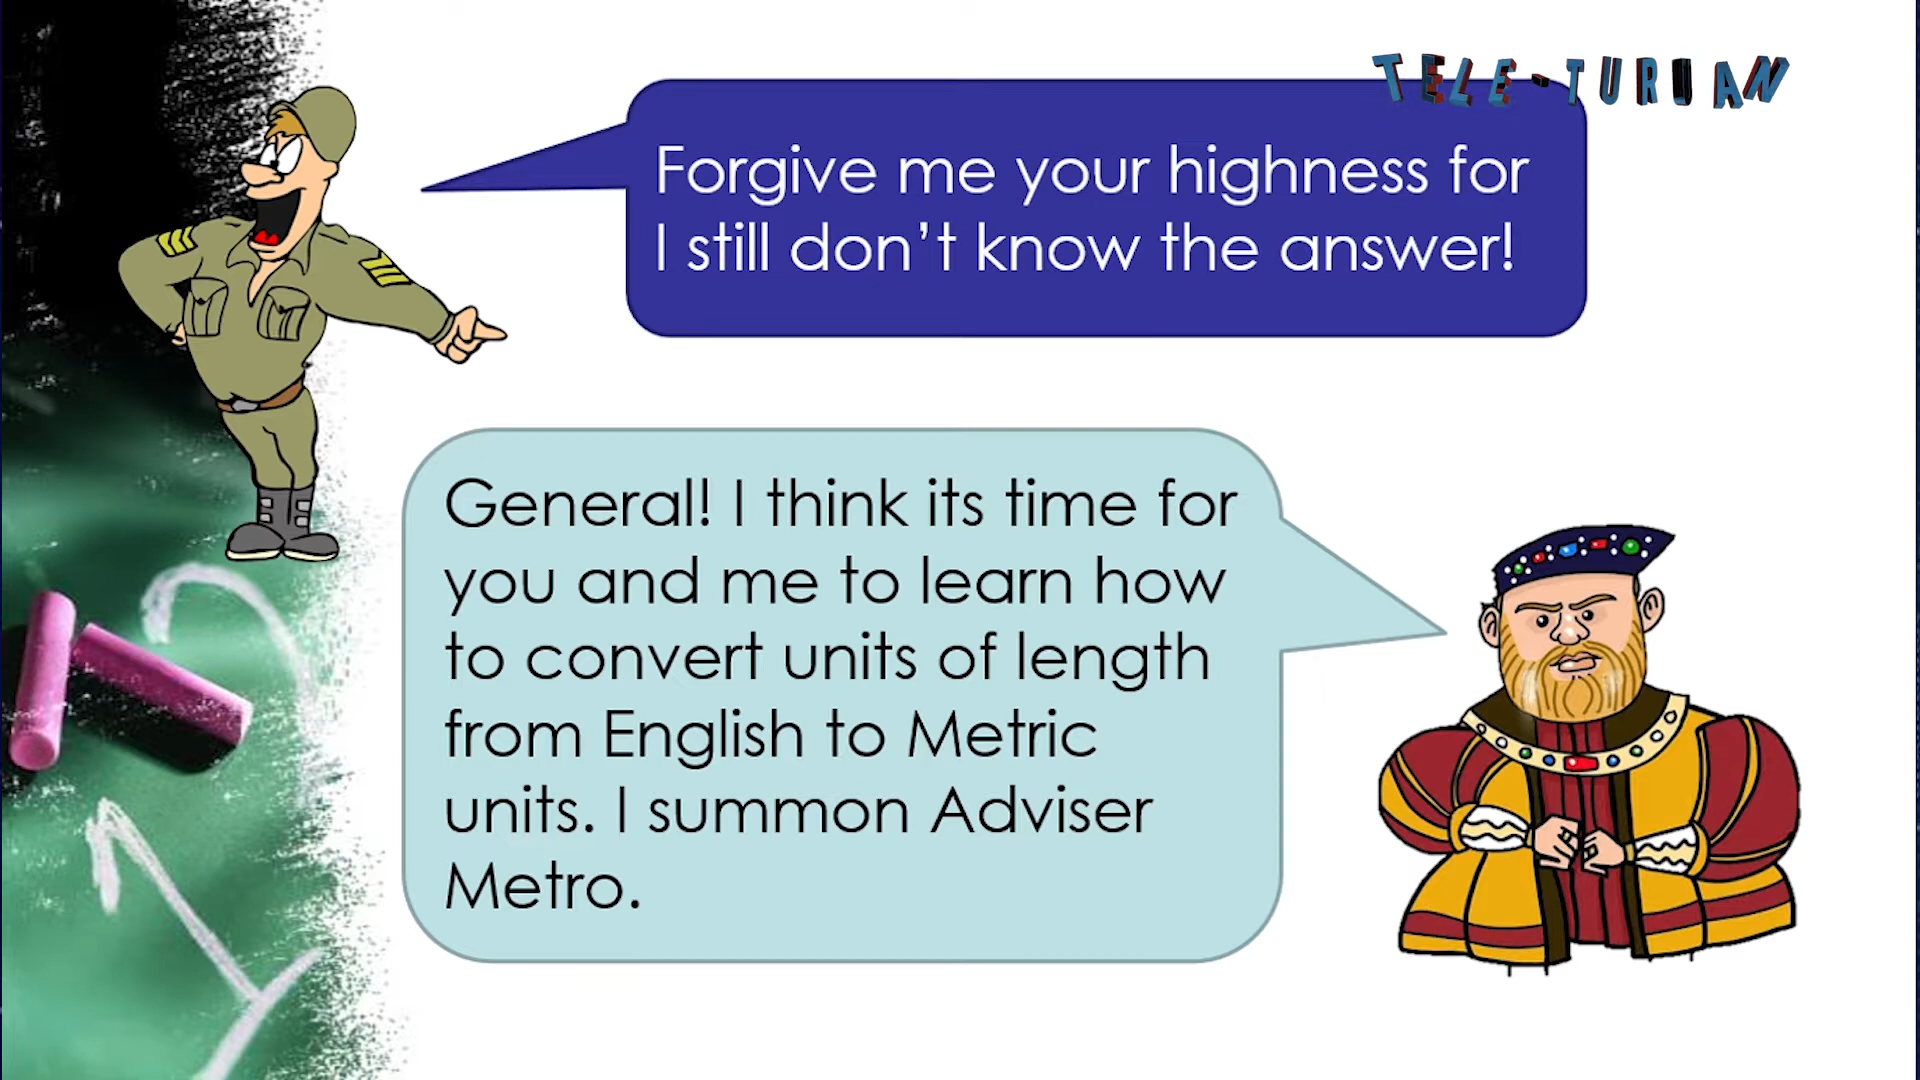 TELE-TURUAN
Forgive me your highness for
I still don’t know the answer!
General! I think its time for
you and me to learn how
to convert units of length
from English to Metric
units. I summon Adviser
Metro.